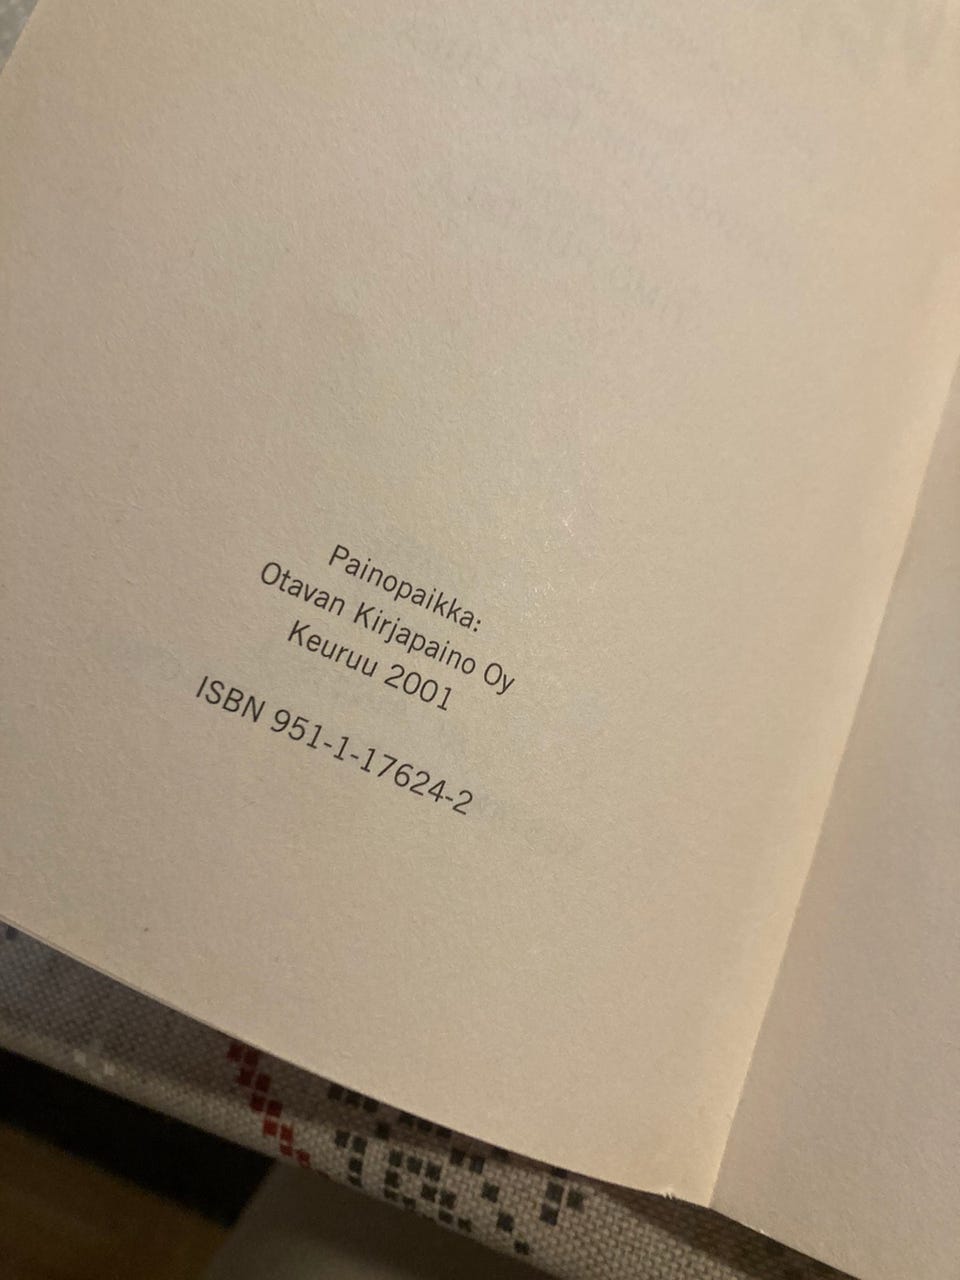 Painopaikka:
Otavan Kirjapaino Oy
Keuruu 2001
ISBN 951-1-17624-2